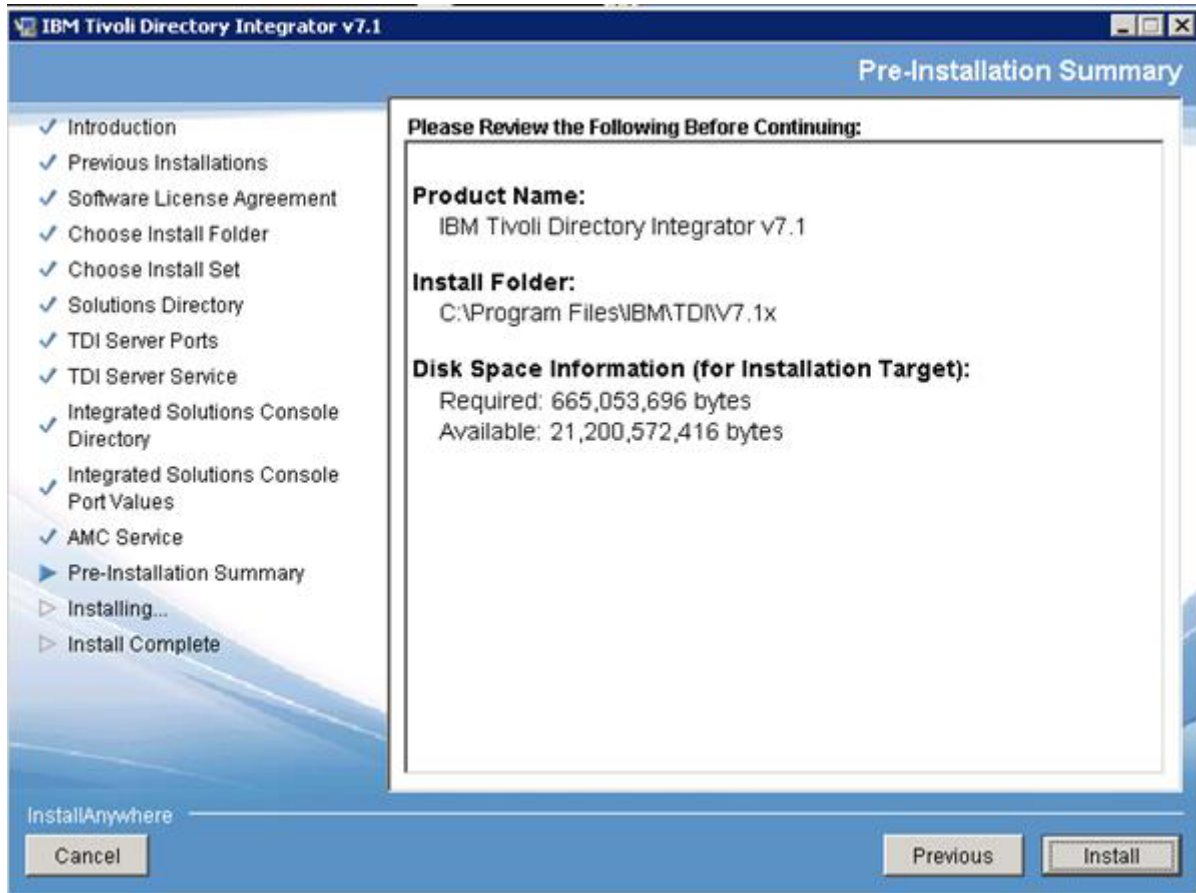 IBM Tivoli Directory Integrator v7.1
Pre-Installation Summary
Introduction
Previous Installations
Software License Agreement
Choose Install Folder
Choose Install Set
Solutions Directory
TDI Server Ports
TDI Server Service
Integrated Solutions Console
Directory
Integrated Solutions Console
Port Values
AMC Service
Pre-Installation Summary
Installing...
Install Complete
Please Review the Following Before Continuing:
Product Name:
IBM Tivoli Directory Integrator v7.1
Install Folder:
C:\Program Files\IBM\TDI\V7.1x
Disk Space Information (for Installation Target):
Required: 665,053,696 bytes
Available: 21,200,572,416 bytes
InstallAnywhere
Cancel
Previous
Install